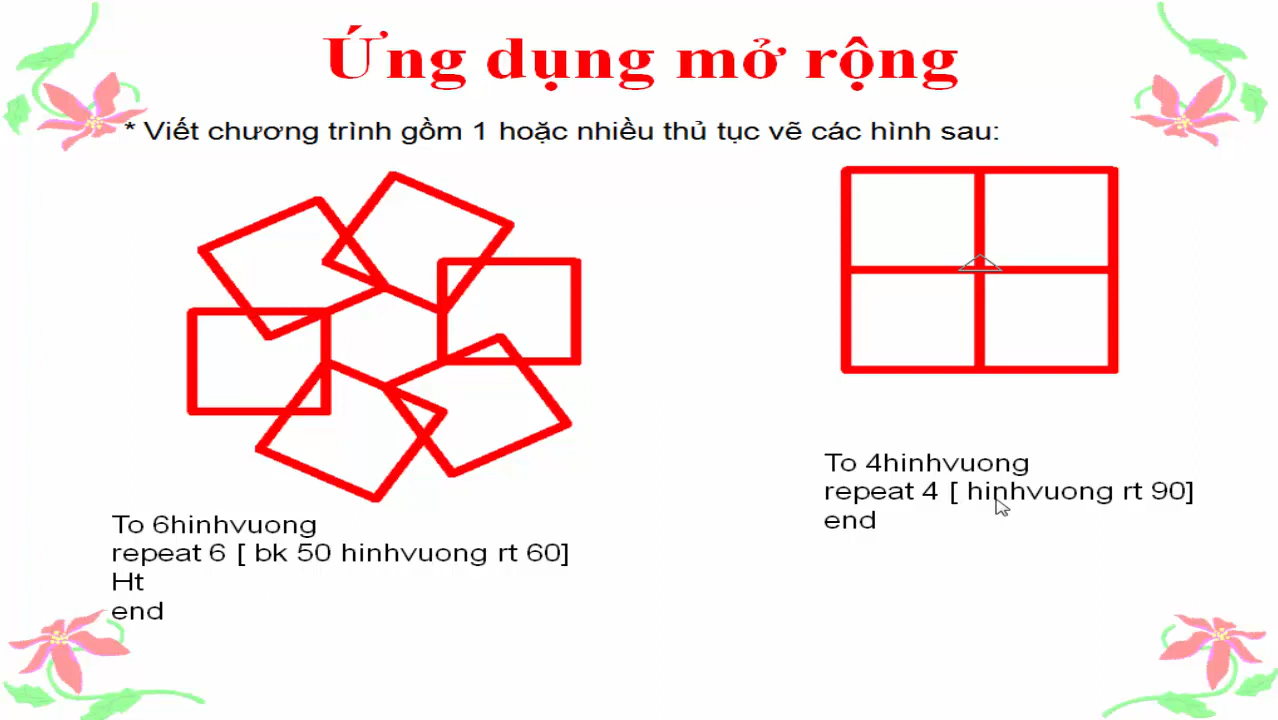 Ứng dụng mở rộng
* Viết chương trình gồm 1 hoặc nhiều thủ tục vẽ các hình sau:
To 6hinhvuong
repeat 6 [ bk 50 hinhvuong rt 60]
Ht
end
To 4hinhvuong
repeat 4 [ hinhvuong rt 90]
end